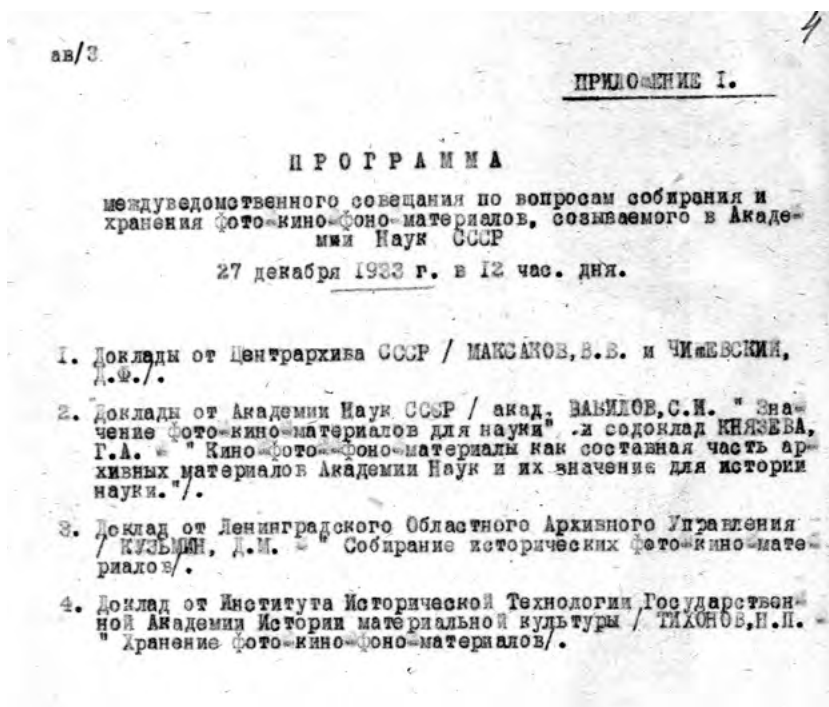 4
ав/3
ПРИЛОЖЕНИЕ I.
ПРОГРАММА
междуведомственного совещания по вопросам собирания и
хранения фото-кино-фоно-материалов, созываемого в Акаде-
мии Наук СССР
27 декабря 1933 г. в 12 час. дня.
1. Доклады от Центрархива СССР / МАКСАКОВ,В.В. и ЧИЖЕВСКИЙ,
Д.Ф./.
2. Доклады от Академии Наук СССР / акад. ВАВИЛОВ,С.И. " Зна-
чение фото-кино-материалов для науки" .и содоклад КНЯЗЕВА,
Г.А. - " Кино-фото-фоно-материалы как составная часть ар-
хивных материалов Академии Наук и их значение для истории
науки."/.
3. Доклад от Ленинградского Областного Архивного Управления
/ КУЗЬМИН, Д.М. - " Собирание исторических фото-кино-мате-
риалов/.
4. Доклад от Института Исторической Технологии Государствен-
ной Академии Истории материальной культуры / ТИХОНОВ,Н.П. -
" Хранение фото-кино-фоно-материалов/.